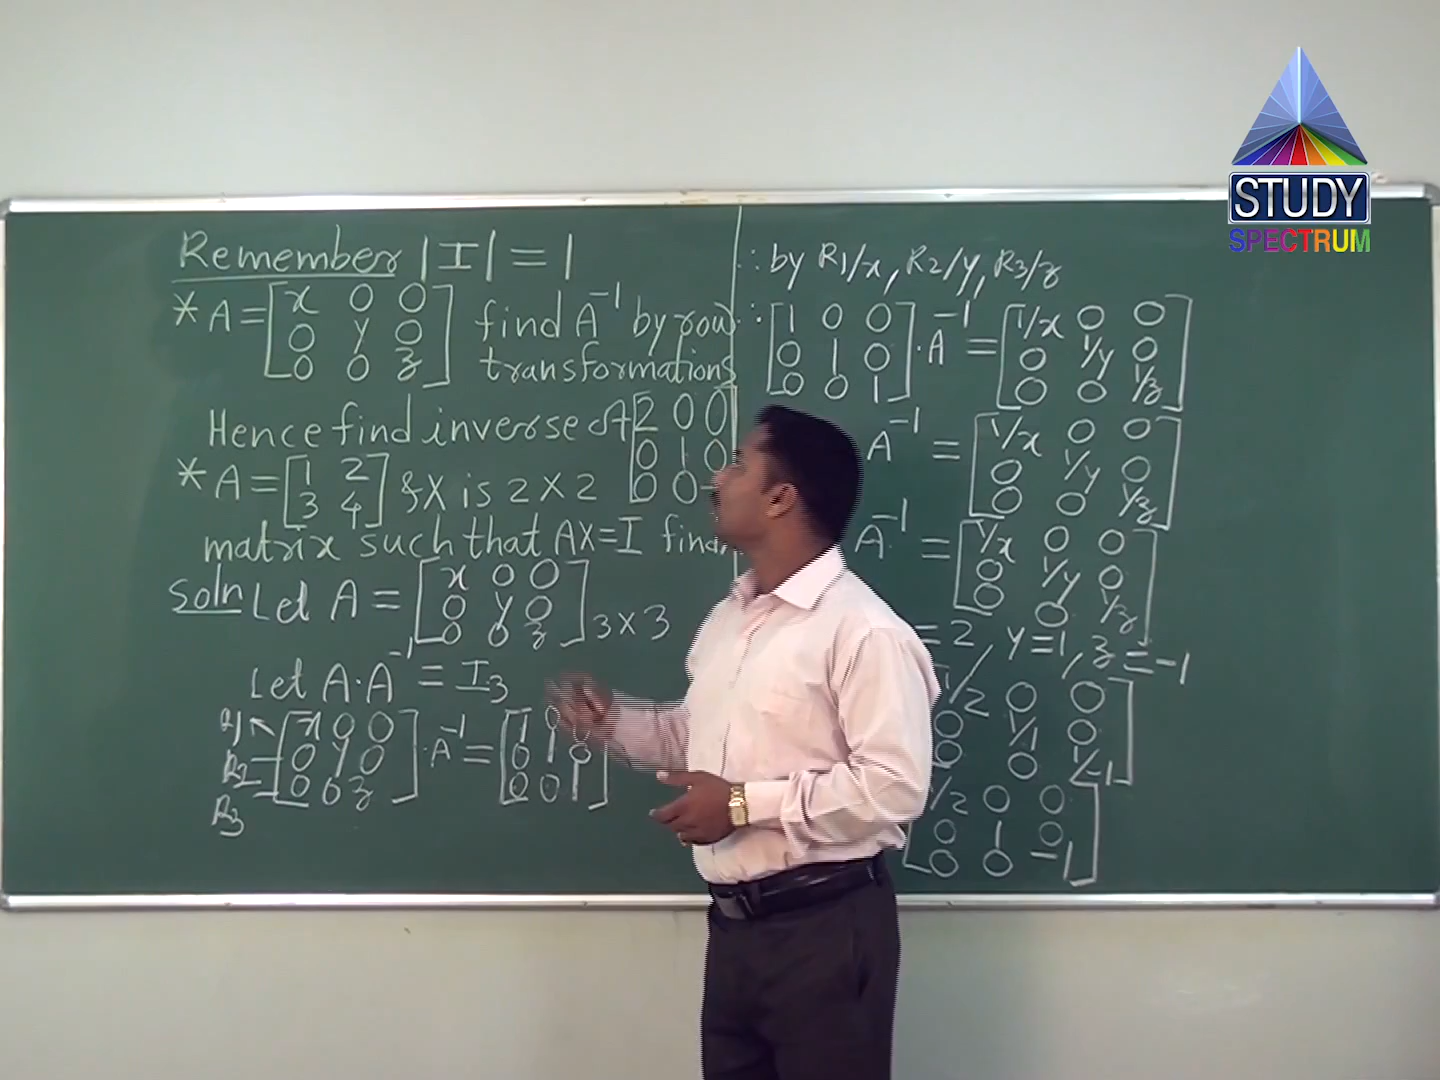 STUDY
SPECTRUM
Remember |I| = 1
* A = [x 0 0 find A⁻¹ by row
0 y 0
0 0 z] transformations
Hence find inverse of [2 0 0
0 1 0
0 0 -
* A = [1 2
3 4] & X is 2 × 2
matrix such that AX = I find
Soln Let A = [x 0 0
0 y 0
0 0 z] 3×3
Let A·A⁻¹ = I3
R1 [x 0 0
R2 0 y 0
R3 0 0 z] ·A⁻¹ = [1 0 0
0 1 0
0 0 1]
∴ by R1/x, R2/y, R3/z
∴ [1 0 0
0 1 0
0 0 1] ·A⁻¹ = [1/x 0 0
0 1/y 0
0 0 1/z]
A⁻¹ = [1/x 0 0
0 1/y 0
0 0 1/z]
A⁻¹ = [1/x 0 0
0 1/y 0
0 0 1/z]
= 2, y = 1, z = -1
1/2 0 0
0 1/1 0
0 0 1/-1]
1/2 0 0
0 1 0
[0 0 -1]